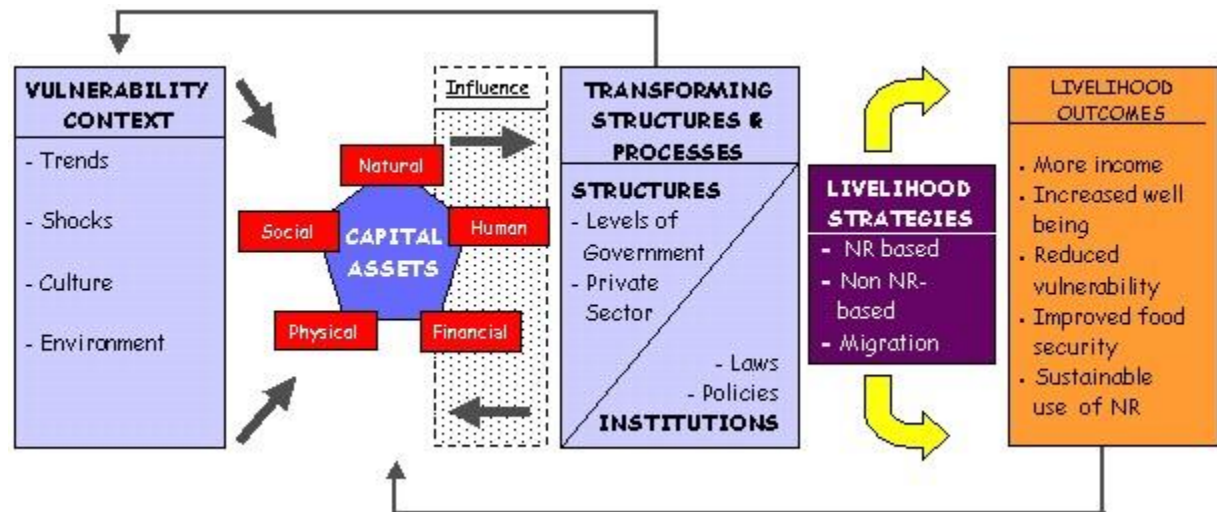 VULNERABILITY
CONTEXT
- Trends
- Shocks
- Culture
- Environment
Natural
Social
Human
CAPITAL
ASSETS
Physical
Financial
Influence
TRANSFORMING
STRUCTURES &
PROCESSES
STRUCTURES
- Levels of
Government
- Private
Sector
- Laws
- Policies
INSTITUTIONS
LIVELIHOOD
STRATEGIES
- NR based
- Non NR-
based
- Migration
LIVELIHOOD
OUTCOMES
. More income
. Increased well
being
. Reduced
vulnerability
. Improved food
security
. Sustainable
use of NR